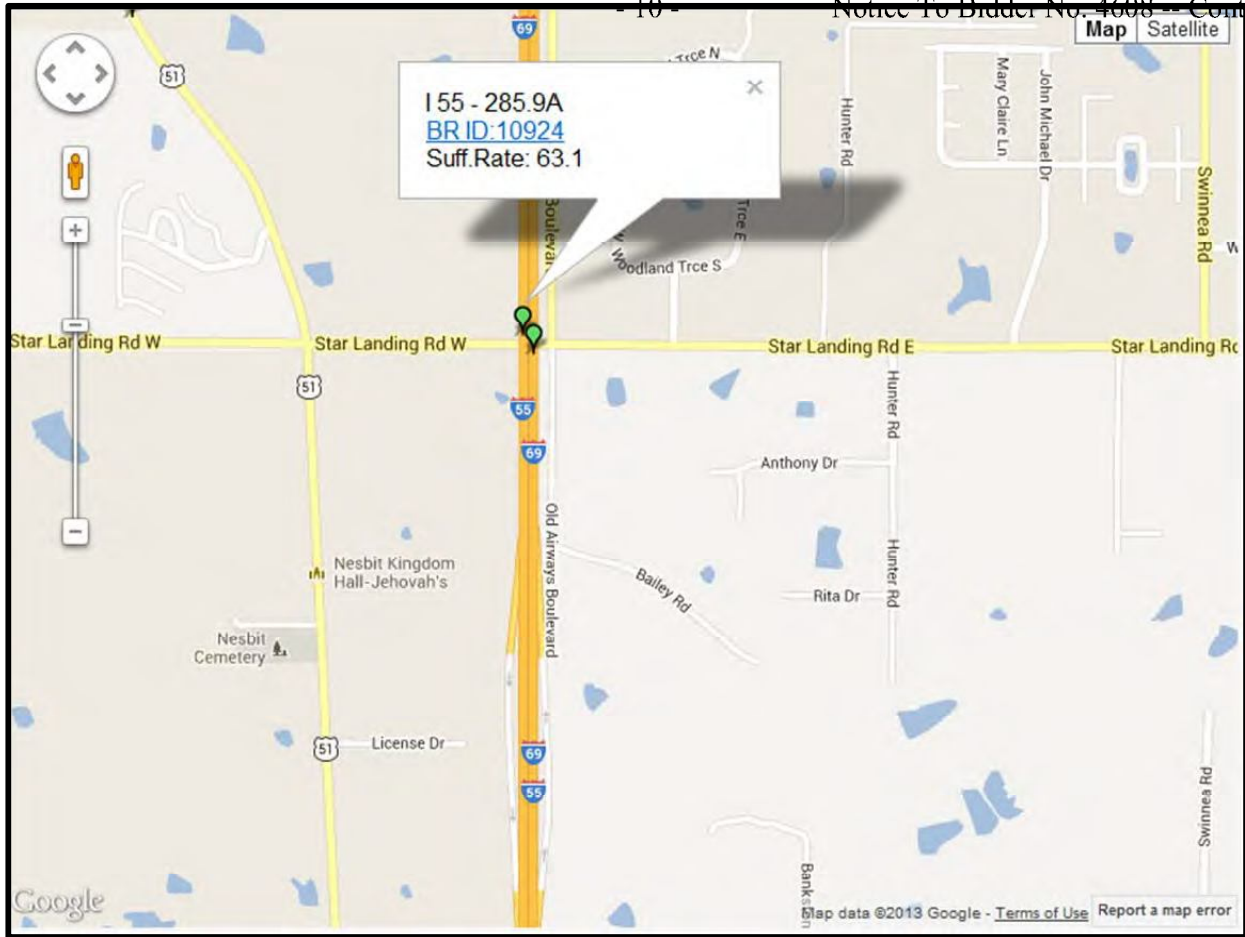 - 10 - Notice To Bidder No. 4608 -- Cont
Map Satellite
69
51
Trce N
I 55 - 285.9A
BR ID:10924
Suff.Rate: 63.1
Hunter Rd
Mary Claire Ln
John Michael Dr
Swinnea Rd
W
Trce E
Woodland Trce S
Star Landing Rd W
Star Landing Rd W
Star Landing Rd E
Star Landing Rd
51
55
69
Hunter Rd
Anthony Dr
Old Airways Boulevard
Bailey Rd
Hunter Rd
Rita Dr
Nesbit Kingdom
Hall-Jehovah's
Nesbit
Cemetery
51
License Dr
69
55
Swinnea Rd
Google
Map data ©2013 Google - Terms of Use
Report a map error